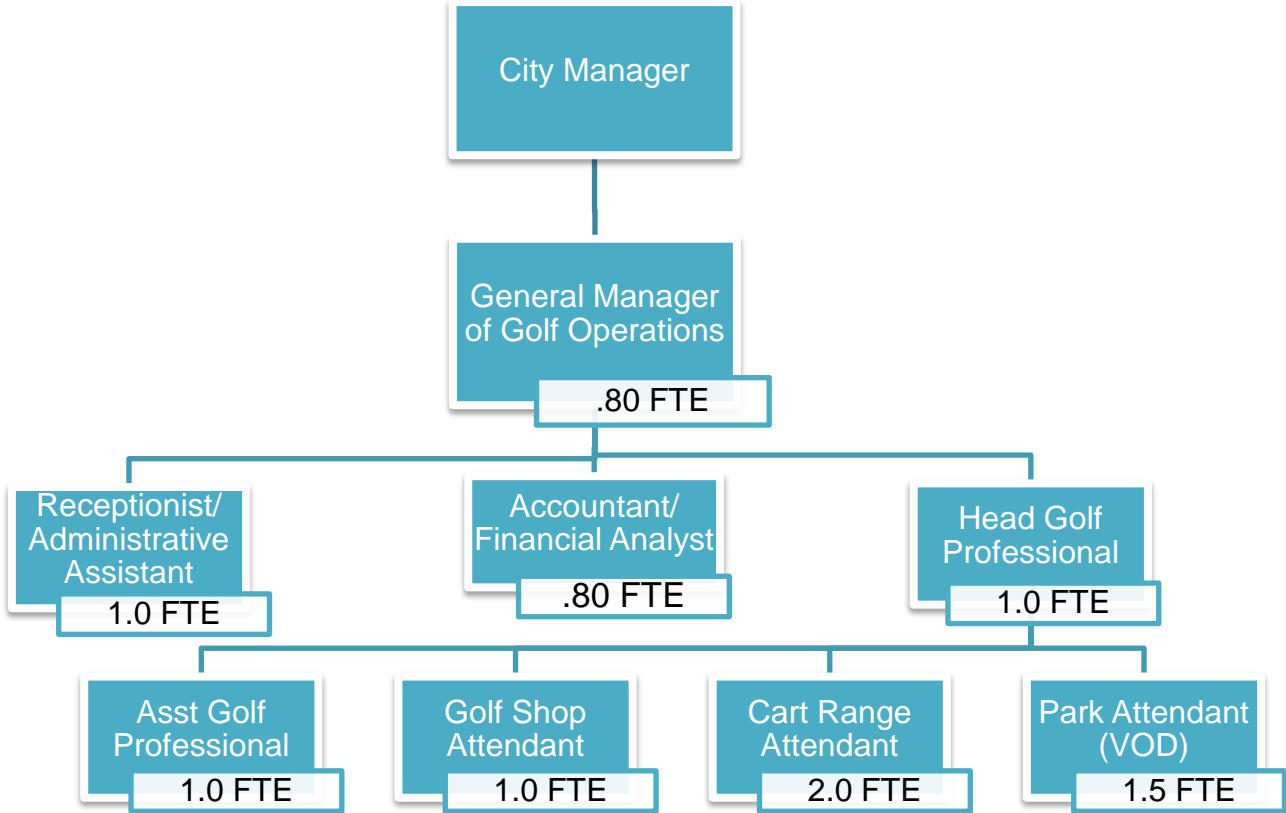 City Manager
General Manager
of Golf Operations
.80 FTE
Receptionist/
Administrative
Assistant
1.0 FTE
Accountant/
Financial Analyst
.80 FTE
Head Golf
Professional
1.0 FTE
Asst Golf
Professional
1.0 FTE
Golf Shop
Attendant
1.0 FTE
Cart Range
Attendant
2.0 FTE
Park Attendant
(VOD)
1.5 FTE